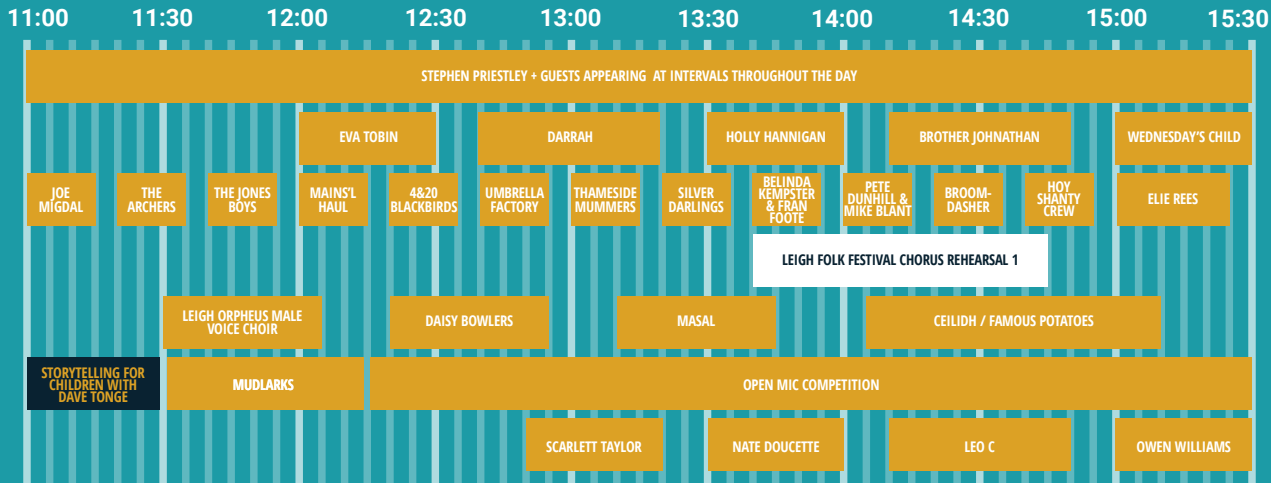 11:00 11:30 12:00 12:30 13:00 13:30 14:00 14:30 15:00 15:30
STEPHEN PRIESTLEY + GUESTS APPEARING AT INTERVALS THROUGHOUT THE DAY
EVA TOBIN
DARRAH
HOLLY HANNIGAN
BROTHER JOHNATHAN
WEDNESDAY'S CHILD
JOE
MIGDAL
THE
ARCHERS
THE JONES
BOYS
MAINS'L
HAUL
4&20
BLACKBIRDS
UMBRELLA
FACTORY
THAMESIDE
MUMMERS
SILVER
DARLINGS
BELINDA
KEMPSTER
& FRAN
FOOTE
PETE
DUNHILL &
MIKE BLANT
BROOM-
DASHER
HOY
SHANTY
CREW
ELIE REES
LEIGH FOLK FESTIVAL CHORUS REHEARSAL 1
LEIGH ORPHEUS MALE
VOICE CHOIR
DAISY BOWLERS
MASAL
CEILIDH / FAMOUS POTATOES
STORYTELLING FOR
CHILDREN WITH
DAVE TONGE
MUDLARKS
OPEN MIC COMPETITION
SCARLETT TAYLOR
NATE DOUCETTE
LEO C
OWEN WILLIAMS